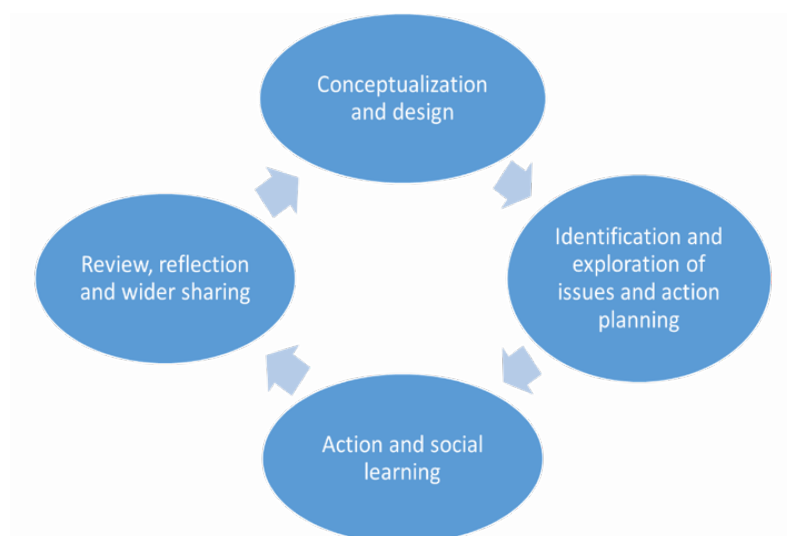 Conceptualization
and design
Identification and
exploration of
issues and action
planning
Action and social
learning
Review, reflection
and wider sharing